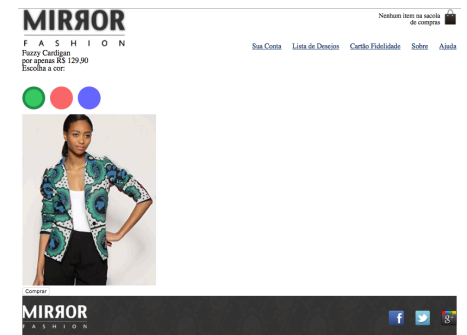 MIRROR
FASHION
Nenhum item na sacola
de compras
Sua Conta Lista de Desejos Cartão Fidelidade Sobre Ajuda
Fuzzy Cardigan
por apenas R$ 129,90
Escolha a cor:
Comprar
MIRROR
FASHION
f
g+